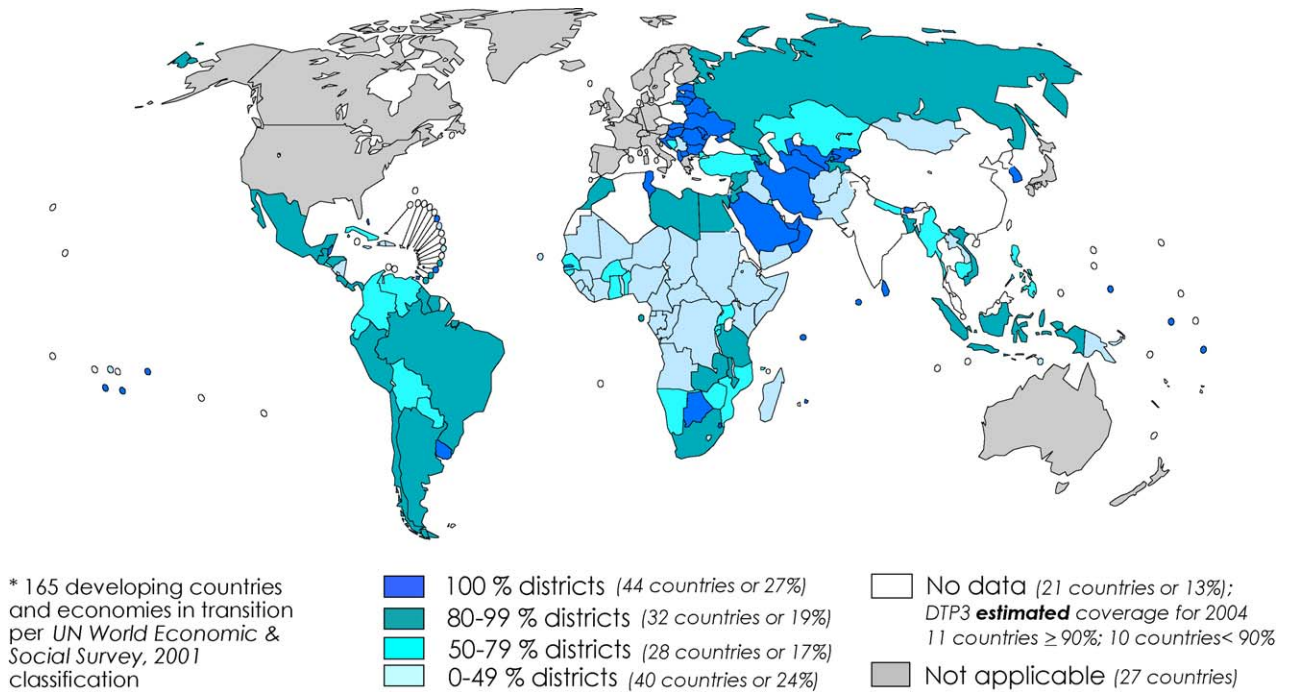 * 165 developing countries
and economies in transition
per UN World Economic &
Social Survey, 2001
classification
100 % districts (44 countries or 27%)
80-99 % districts (32 countries or 19%)
50-79 % districts (28 countries or 17%)
0-49 % districts (40 countries or 24%)
No data (21 countries or 13%);
DTP3 estimated coverage for 2004
11 countries ≥ 90%; 10 countries< 90%
Not applicable (27 countries)